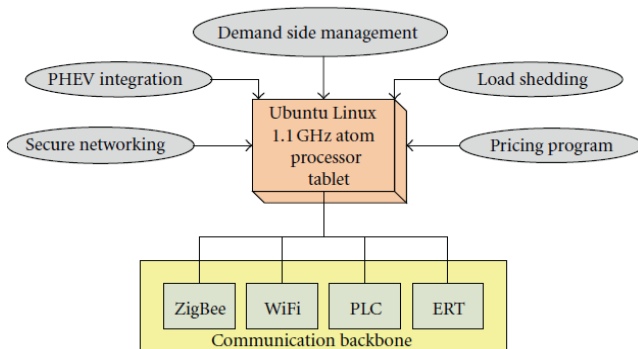 Demand side management
PHEV integration
Load shedding
Ubuntu Linux
1.1 GHz atom
processor
tablet
Secure networking
Pricing program
ZigBee
WiFi
PLC
ERT
Communication backbone